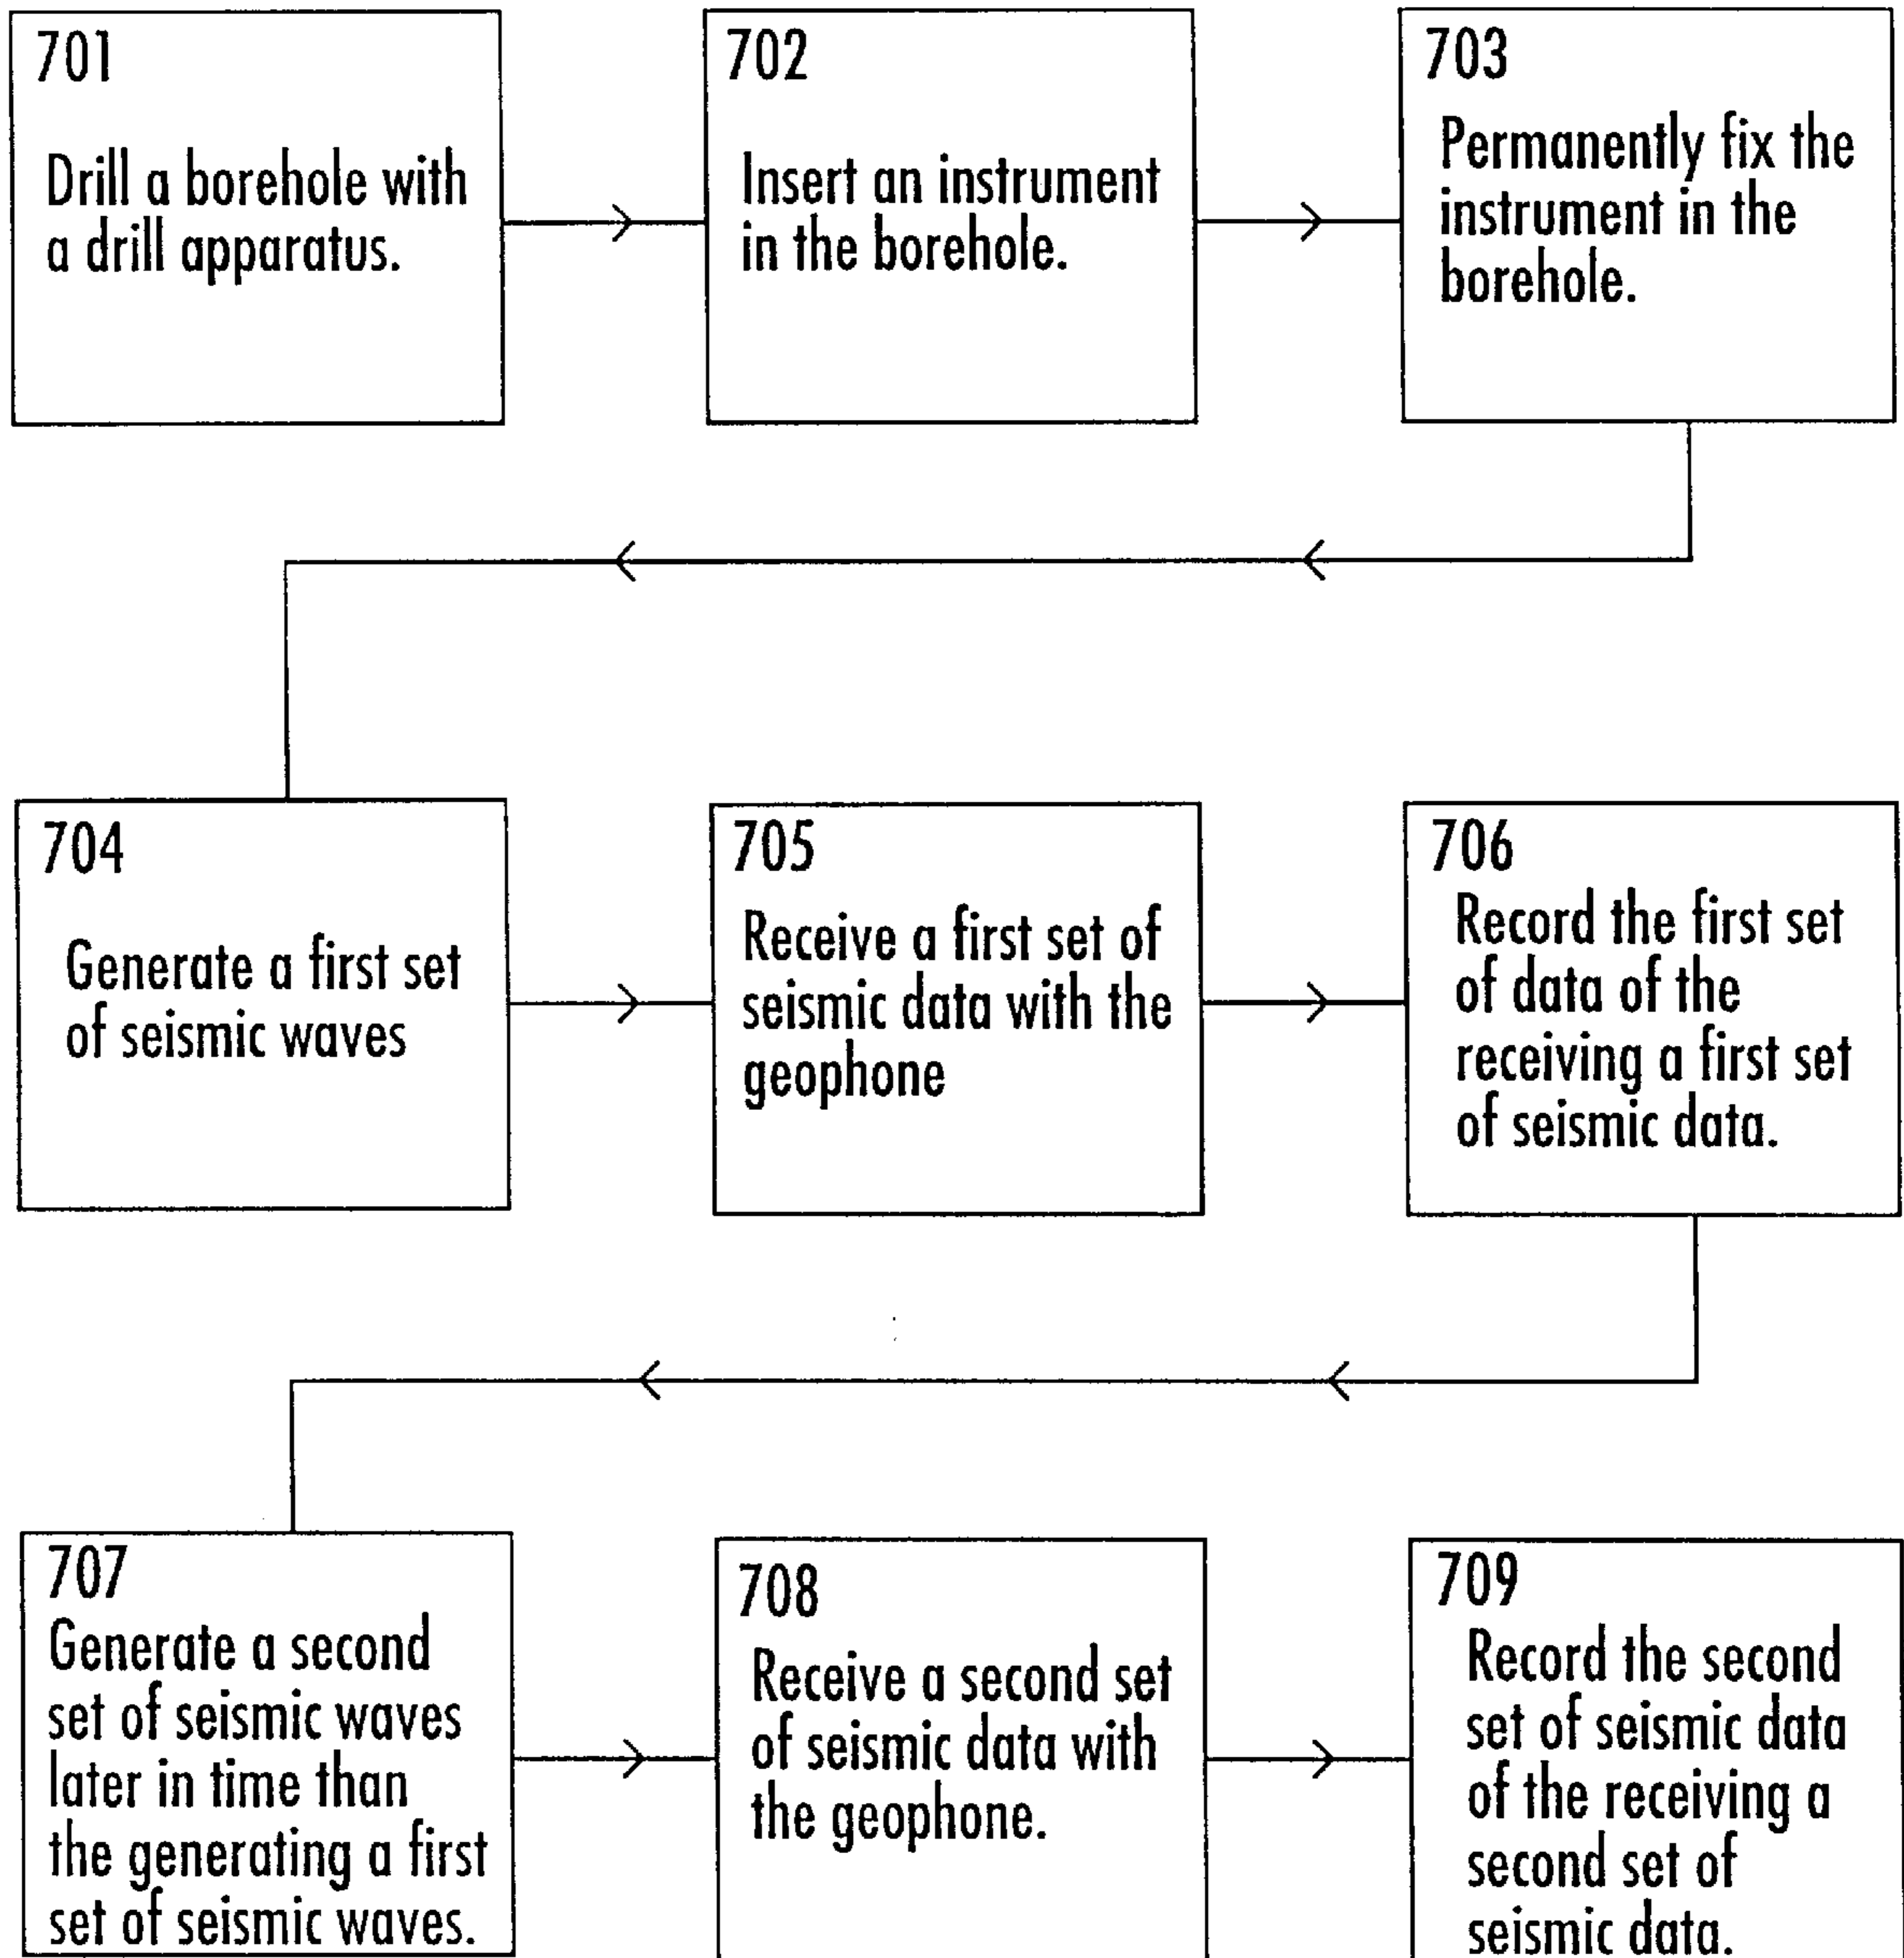 701
Drill a borehole with
a drill apparatus.
702
Insert an instrument
in the borehole.
703
Permanently fix the
instrument in the
borehole.
704
Generate a first set
of seismic waves
705
Receive a first set of
seismic data with the
geophone
706
Record the first set
of data of the
receiving a first set
of seismic data.
707
Generate a second
set of seismic waves
later in time than
the generating a first
set of seismic waves.
708
Receive a second set
of seismic data with
the geophone.
709
Record the second
set of seismic data
of the receiving a
second set of
seismic data.